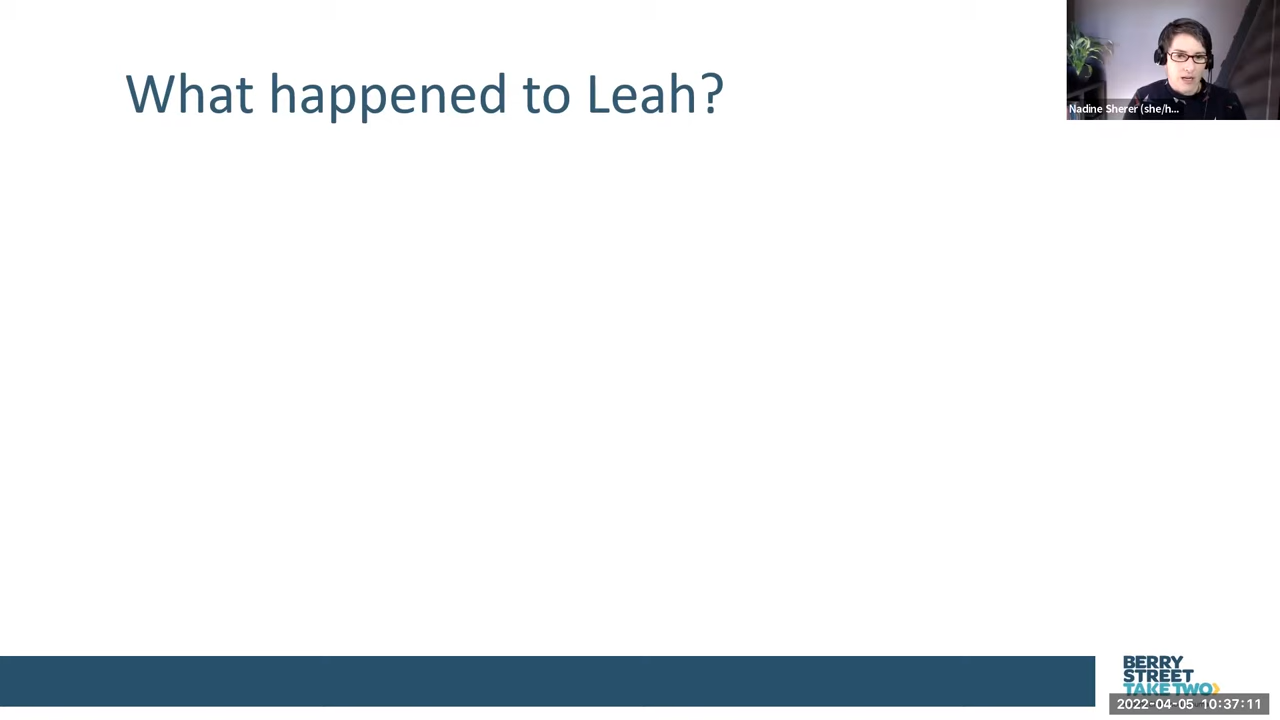 What happened to Leah?
Nadine Sherer (she/h...
BERRY
STREET
TAKE TWO
2022-04-05 10:37:11